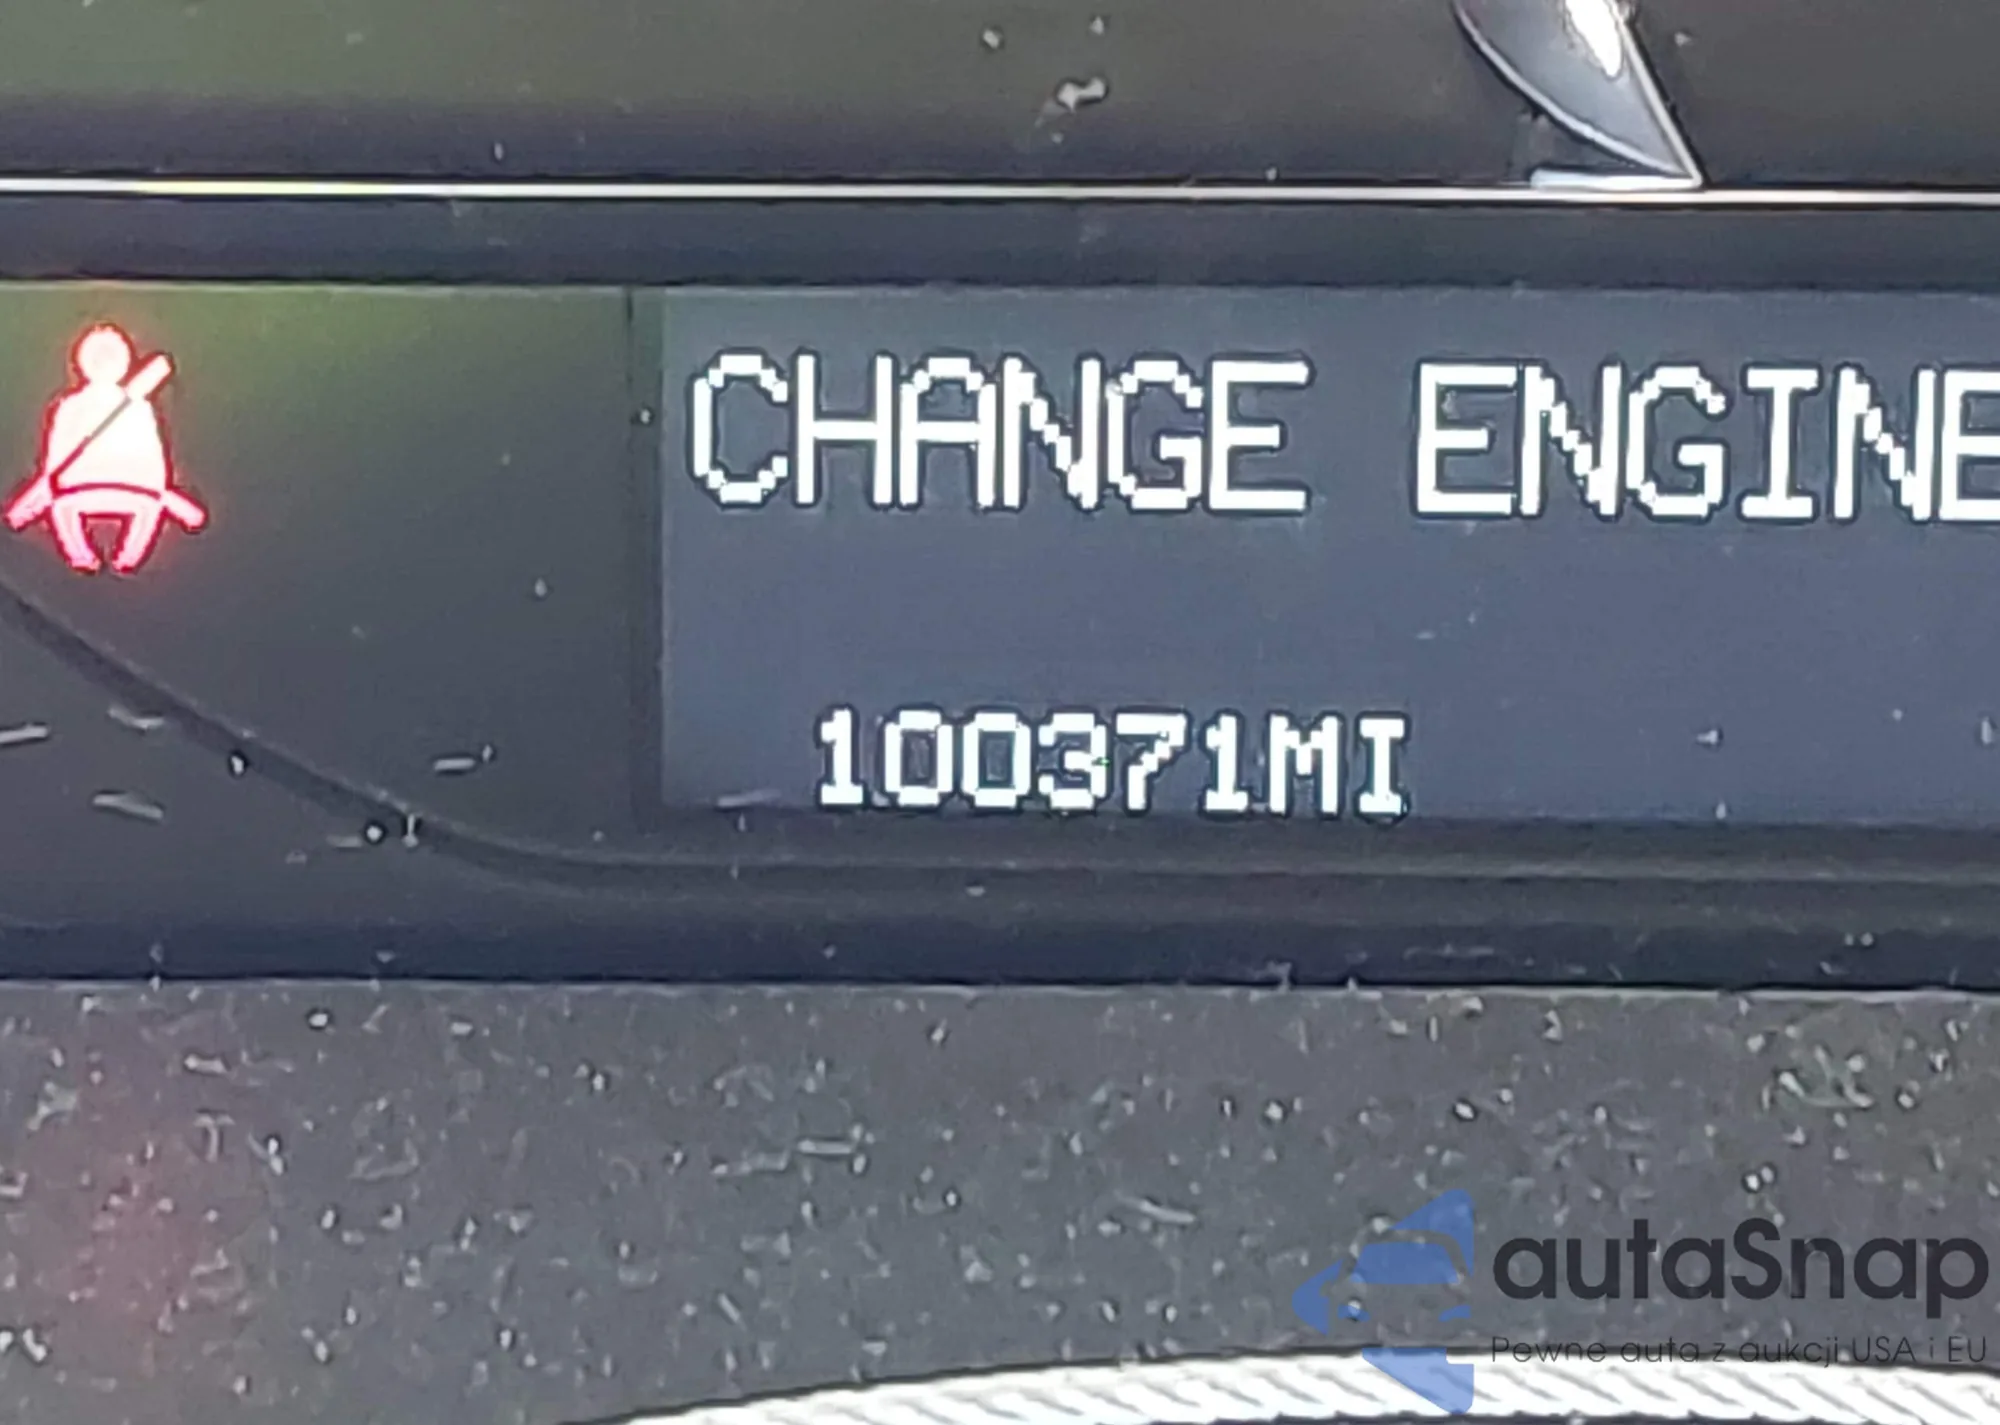 CHANGE ENGINE
100371MI
autaSnap
Pewne auta z aukcji USA i EU